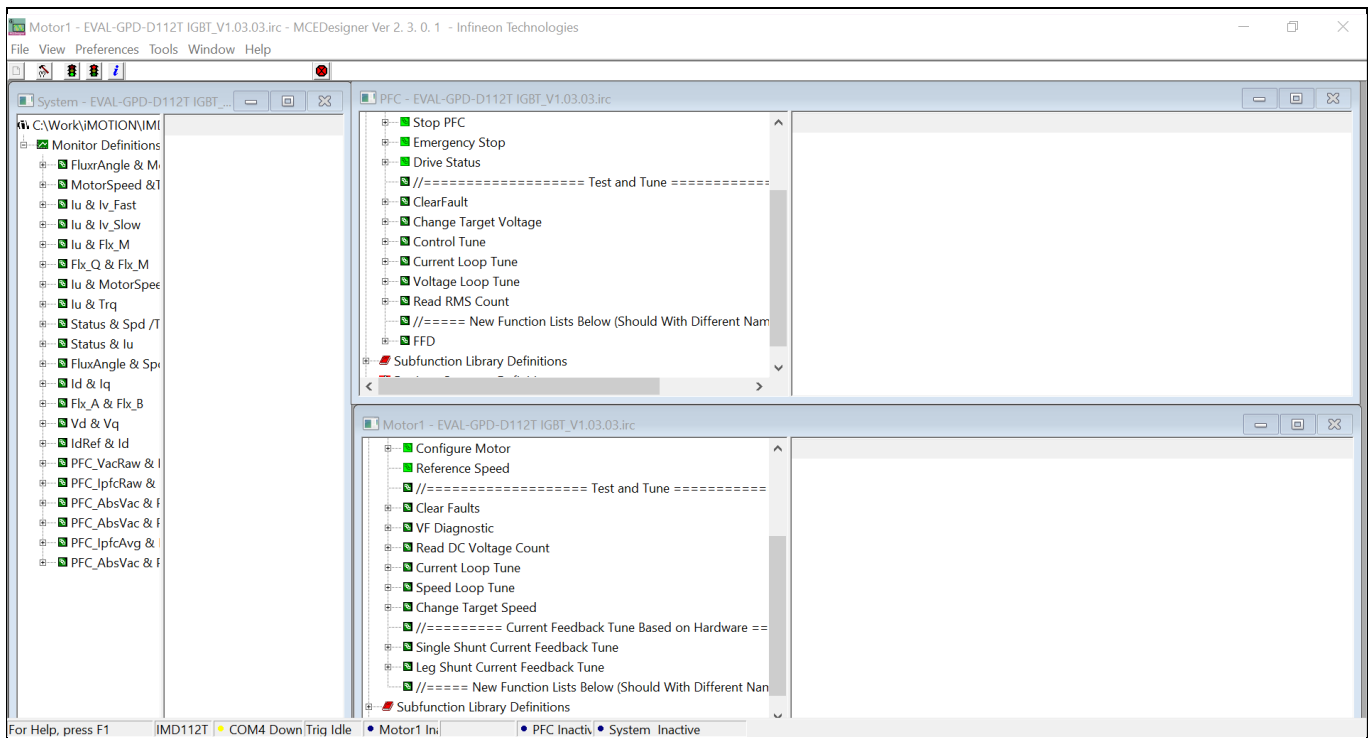 Motor1 - EVAL-GPD-D112T IGBT_V1.03.03.irc - MCEDesigner Ver 2. 3. 0. 1 - Infineon Technologies
File View Preferences Tools Window Help
System - EVAL-GPD-D112T IGBT_...
C:\Work\iMOTION\IMI
Monitor Definitions
FluxrAngle & M
MotorSpeed &T
Iu & Iv_Fast
Iu & Iv_Slow
Iu & Flx_M
Flx_Q & Flx_M
Iu & MotorSpee
Iu & Trq
Status & Spd /T
Status & Iu
FluxAngle & Spe
Id & Iq
Flx_A & Flx_B
Vd & Vq
IdRef & Id
PFC_VacRaw & I
PFC_IpfcRaw &
PFC_AbsVac & F
PFC_AbsVac & F
PFC_IpfcAvg &
PFC_AbsVac & F
PFC - EVAL-GPD-D112T IGBT_V1.03.03.irc
Stop PFC
Emergency Stop
Drive Status
//=================== Test and Tune ============
ClearFault
Change Target Voltage
Control Tune
Current Loop Tune
Voltage Loop Tune
Read RMS Count
//===== New Function Lists Below (Should With Different Nam
FFD
Subfunction Library Definitions
Motor1 - EVAL-GPD-D112T IGBT_V1.03.03.irc
Configure Motor
Reference Speed
//=================== Test and Tune ===========
Clear Faults
VF Diagnostic
Read DC Voltage Count
Current Loop Tune
Speed Loop Tune
Change Target Speed
//========= Current Feedback Tune Based on Hardware ==
Single Shunt Current Feedback Tune
Leg Shunt Current Feedback Tune
//===== New Function Lists Below (Should With Different Nan
Subfunction Library Definitions
For Help, press F1 IMD112T COM4 Down Trig Idle Motor1 Ina PFC Inactiv System Inactive